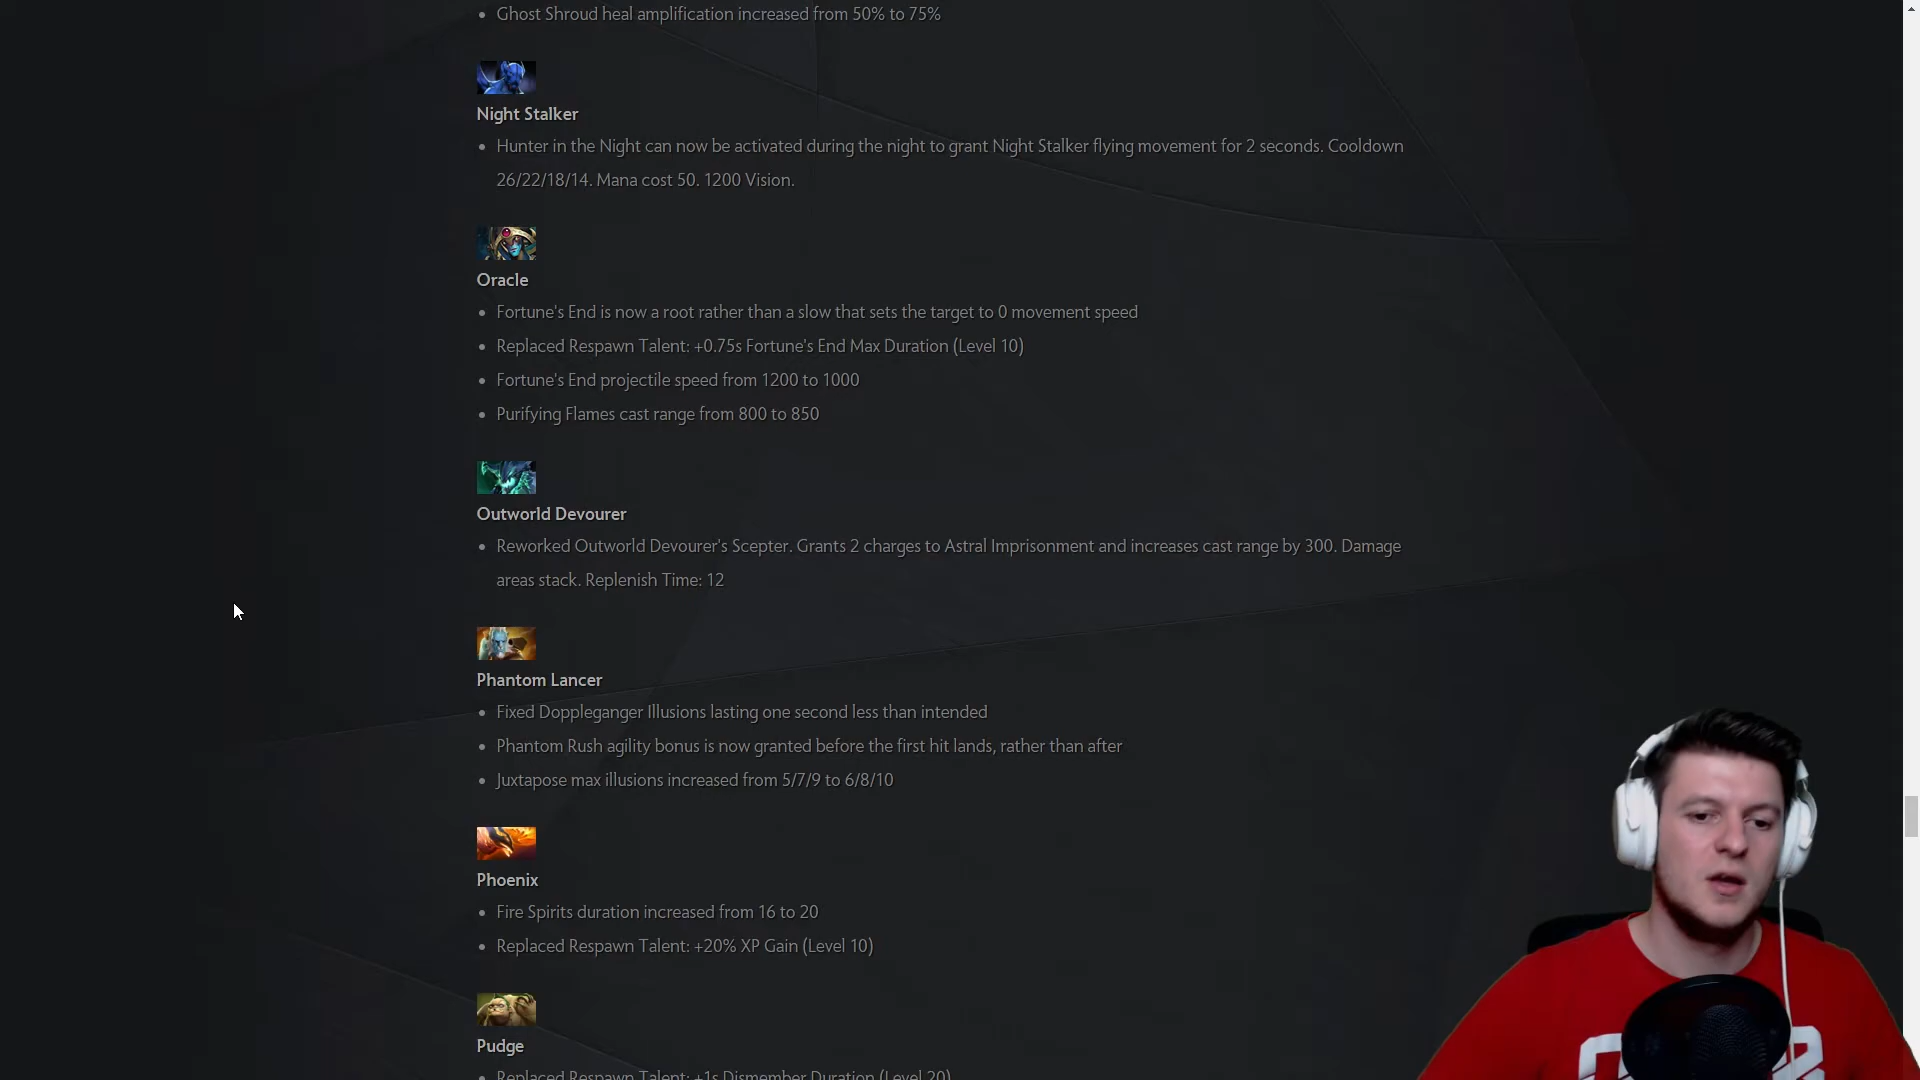 • Ghost Shroud heal amplification increased from 50% to 75%
Night Stalker
• Hunter in the Night can now be activated during the night to grant Night Stalker flying movement for 2 seconds. Cooldown
26/22/18/14. Mana cost 50. 1200 Vision.
Oracle
• Fortune's End is now a root rather than a slow that sets the target to 0 movement speed
• Replaced Respawn Talent: +0.75s Fortune's End Max Duration (Level 10)
• Fortune's End projectile speed from 1200 to 1000
• Purifying Flames cast range from 800 to 850
Outworld Devourer
• Reworked Outworld Devourer's Scepter. Grants 2 charges to Astral Imprisonment and increases cast range by 300. Damage
areas stack. Replenish Time: 12
Phantom Lancer
• Fixed Doppleganger Illusions lasting one second less than intended
• Phantom Rush agility bonus is now granted before the first hit lands, rather than after
• Juxtapose max illusions increased from 5/7/9 to 6/8/10
Phoenix
• Fire Spirits duration increased from 16 to 20
• Replaced Respawn Talent: +20% XP Gain (Level 10)
Pudge
• Replaced Respawn Talent: +1s Dismember Duration (Level 20)